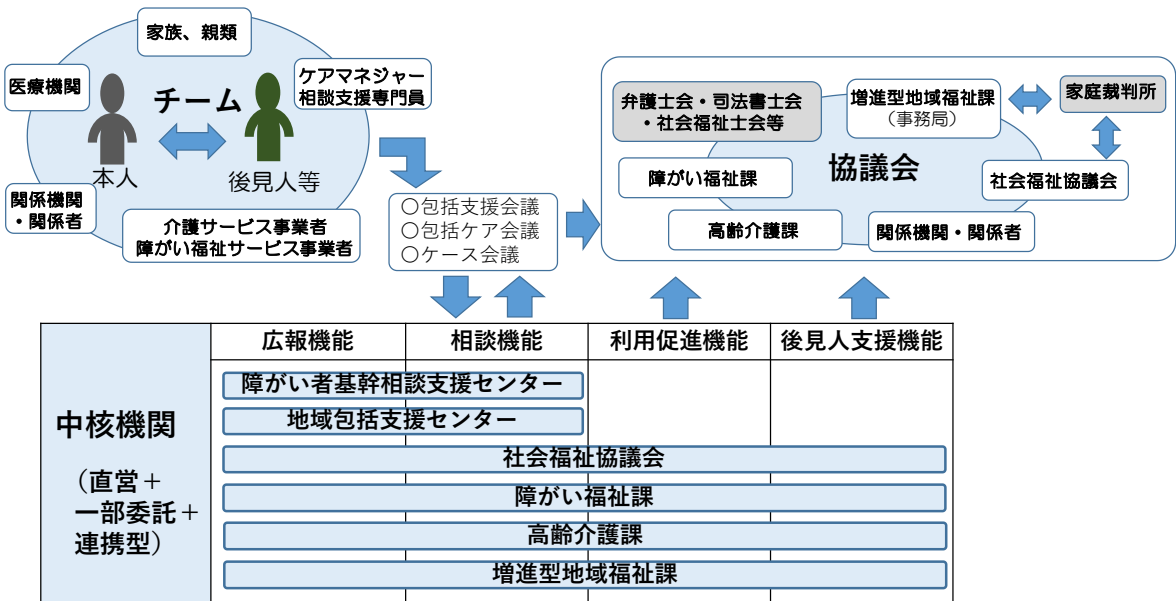 家族、親類
医療機関
チーム
ケアマネジャー
相談支援専門員
本人
後見人等
関係機関
・関係者
介護サービス事業者
障がい福祉サービス事業者
〇包括支援会議
〇包括ケア会議
〇ケース会議
弁護士会・司法書士会
・社会福祉士会等
増進型地域福祉課
（事務局）
家庭裁判所
協議会
障がい福祉課
社会福祉協議会
高齢介護課
関係機関・関係者
中核機関
（直営＋
一部委託＋
連携型）
広報機能
相談機能
利用促進機能
後見人支援機能
障がい者基幹相談支援センター
地域包括支援センター
社会福祉協議会
障がい福祉課
高齢介護課
増進型地域福祉課